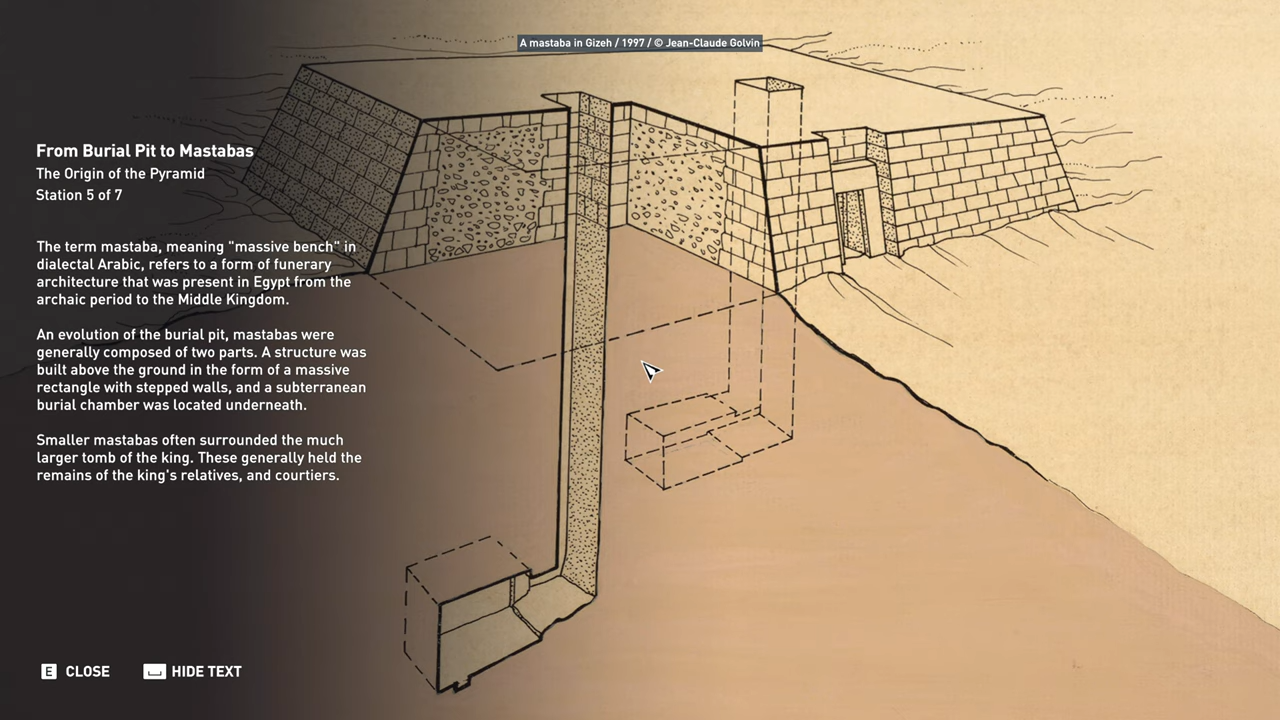 A mastaba in Gizeh / 1997 / © Jean-Claude Golvin
From Burial Pit to Mastabas
The Origin of the Pyramid
Station 5 of 7
The term mastaba, meaning "massive bench" in
dialectal Arabic, refers to a form of funerary
architecture that was present in Egypt from the
archaic period to the Middle Kingdom.
An evolution of the burial pit, mastabas were
generally composed of two parts. A structure was
built above the ground in the form of a massive
rectangle with stepped walls, and a subterranean
burial chamber was located underneath.
Smaller mastabas often surrounded the much
larger tomb of the king. These generally held the
remains of the king's relatives, and courtiers.
E CLOSE HIDE TEXT